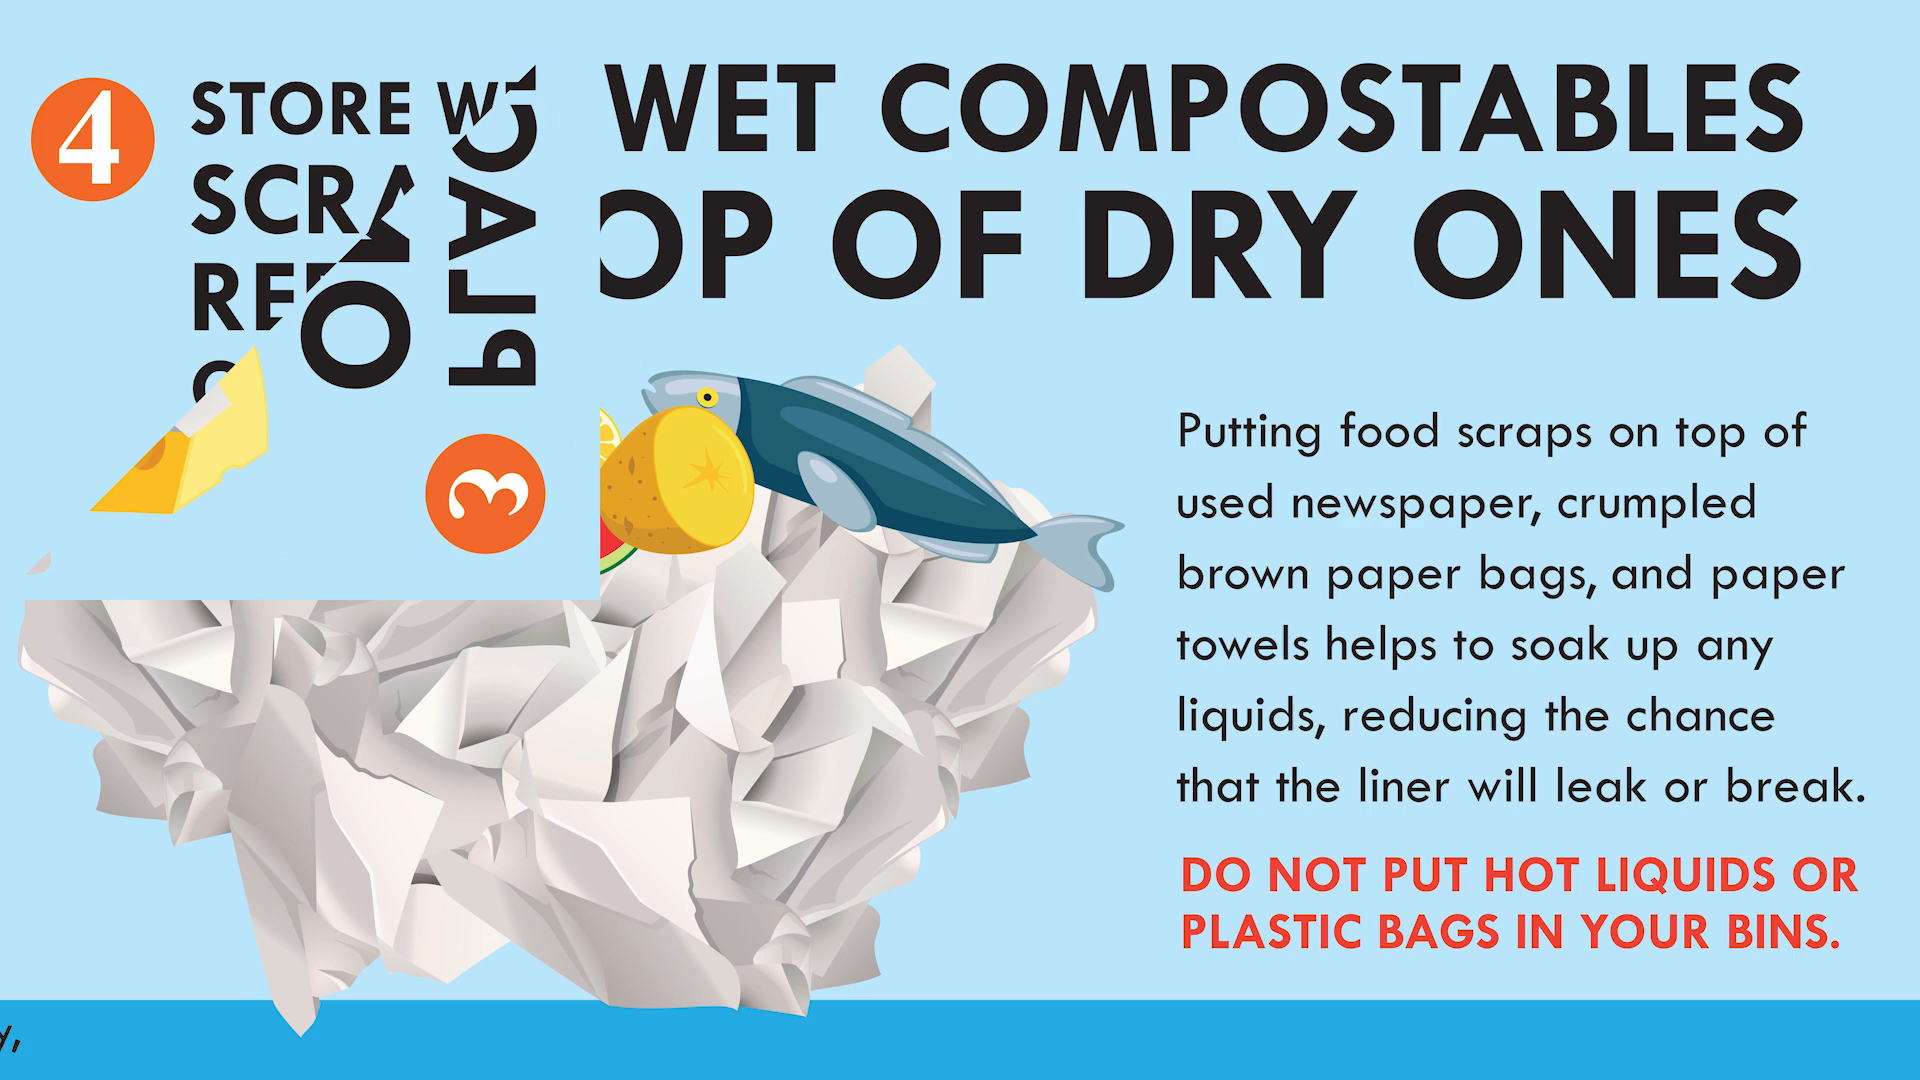 4
STORE
3
WET COMPOSTABLES
OP OF DRY ONES
Putting food scraps on top of
used newspaper, crumpled
brown paper bags, and paper
towels helps to soak up any
liquids, reducing the chance
that the liner will leak or break.
DO NOT PUT HOT LIQUIDS OR
PLASTIC BAGS IN YOUR BINS.